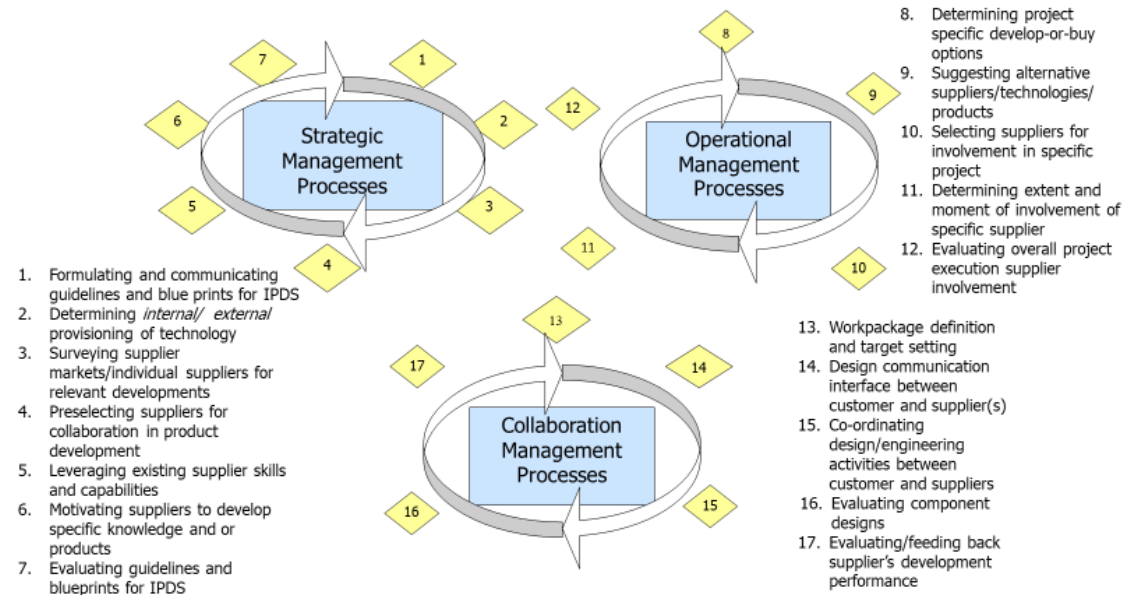 7
1
6
2
5
3
4
Strategic
Management
Processes
8
12
9
11
10
Operational
Management
Processes
8. Determining project
specific develop-or-buy
options
9. Suggesting alternative
suppliers/technologies/
products
10. Selecting suppliers for
involvement in specific
project
11. Determining extent and
moment of involvement of
specific supplier
12. Evaluating overall project
execution supplier
involvement
1. Formulating and communicating
guidelines and blue prints for IPDS
2. Determining internal/ external
provisioning of technology
3. Surveying supplier
markets/individual suppliers for
relevant developments
4. Preselecting suppliers for
collaboration in product
development
5. Leveraging existing supplier skills
and capabilities
6. Motivating suppliers to develop
specific knowledge and or
products
7. Evaluating guidelines and
blueprints for IPDS
13
17
14
16
15
Collaboration
Management
Processes
13. Workpackage definition
and target setting
14. Design communication
interface between
customer and supplier(s)
15. Co-ordinating
design/engineering
activities between
customer and suppliers
16. Evaluating component
designs
17. Evaluating/feeding back
supplier's development
performance